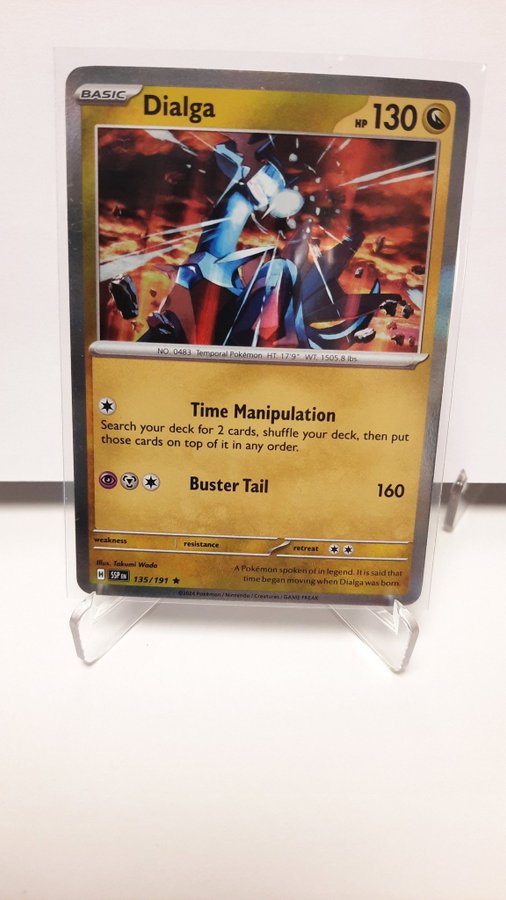 BASIC Dialga HP 130
NO. 0483 Temporal Pokémon HT. 17'9" WT. 1505.8 lbs.
Time Manipulation
Search your deck for 2 cards, shuffle your deck, then put
those cards on top of it in any order.
Buster Tail 160
weakness resistance retreat
Illus. Takumi Wada
A Pokémon spoken of in legend. It is said that
time began moving when Dialga was born.
H SSP EN 135/191
©2024 Pokémon / Nintendo / Creatures / GAME FREAK